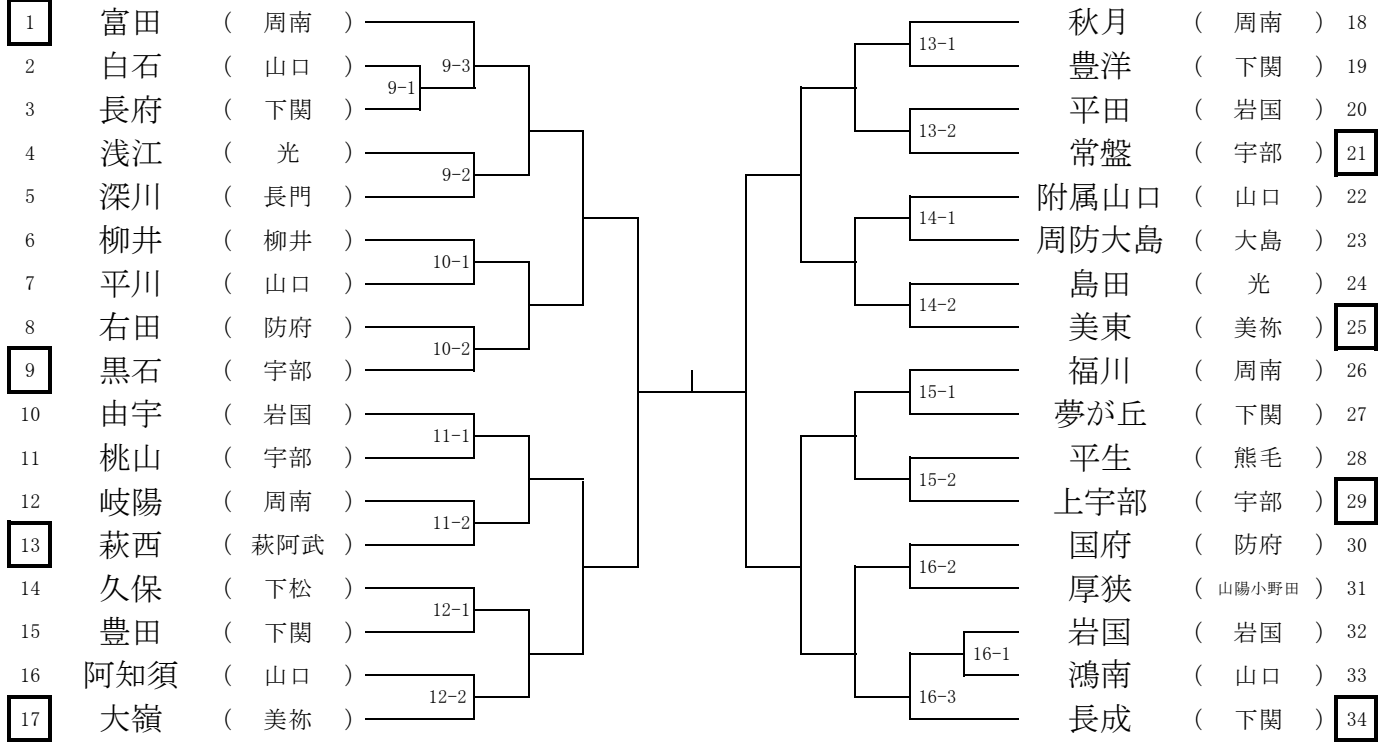 1 富田 ( 周南 )
2 白石 ( 山口 )
3 長府 ( 下関 )
4 浅江 ( 光 )
5 深川 ( 長門 )
6 柳井 ( 柳井 )
7 平川 ( 山口 )
8 右田 ( 防府 )
9 黒石 ( 宇部 )
10 由宇 ( 岩国 )
11 桃山 ( 宇部 )
12 岐陽 ( 周南 )
13 萩西 ( 萩阿武 )
14 久保 ( 下松 )
15 豊田 ( 下関 )
16 阿知須 ( 山口 )
17 大嶺 ( 美祢 )
9-3
9-1
9-2
10-1
10-2
11-1
11-2
12-1
12-2
13-1
13-2
14-1
14-2
15-1
15-2
16-2
16-1
16-3
秋月 ( 周南 ) 18
豊洋 ( 下関 ) 19
平田 ( 岩国 ) 20
常盤 ( 宇部 ) 21
附属山口 ( 山口 ) 22
周防大島 ( 大島 ) 23
島田 ( 光 ) 24
美東 ( 美祢 ) 25
福川 ( 周南 ) 26
夢が丘 ( 下関 ) 27
平生 ( 熊毛 ) 28
上宇部 ( 宇部 ) 29
国府 ( 防府 ) 30
厚狭 ( 山陽小野田 ) 31
岩国 ( 岩国 ) 32
鴻南 ( 山口 ) 33
長成 ( 下関 ) 34